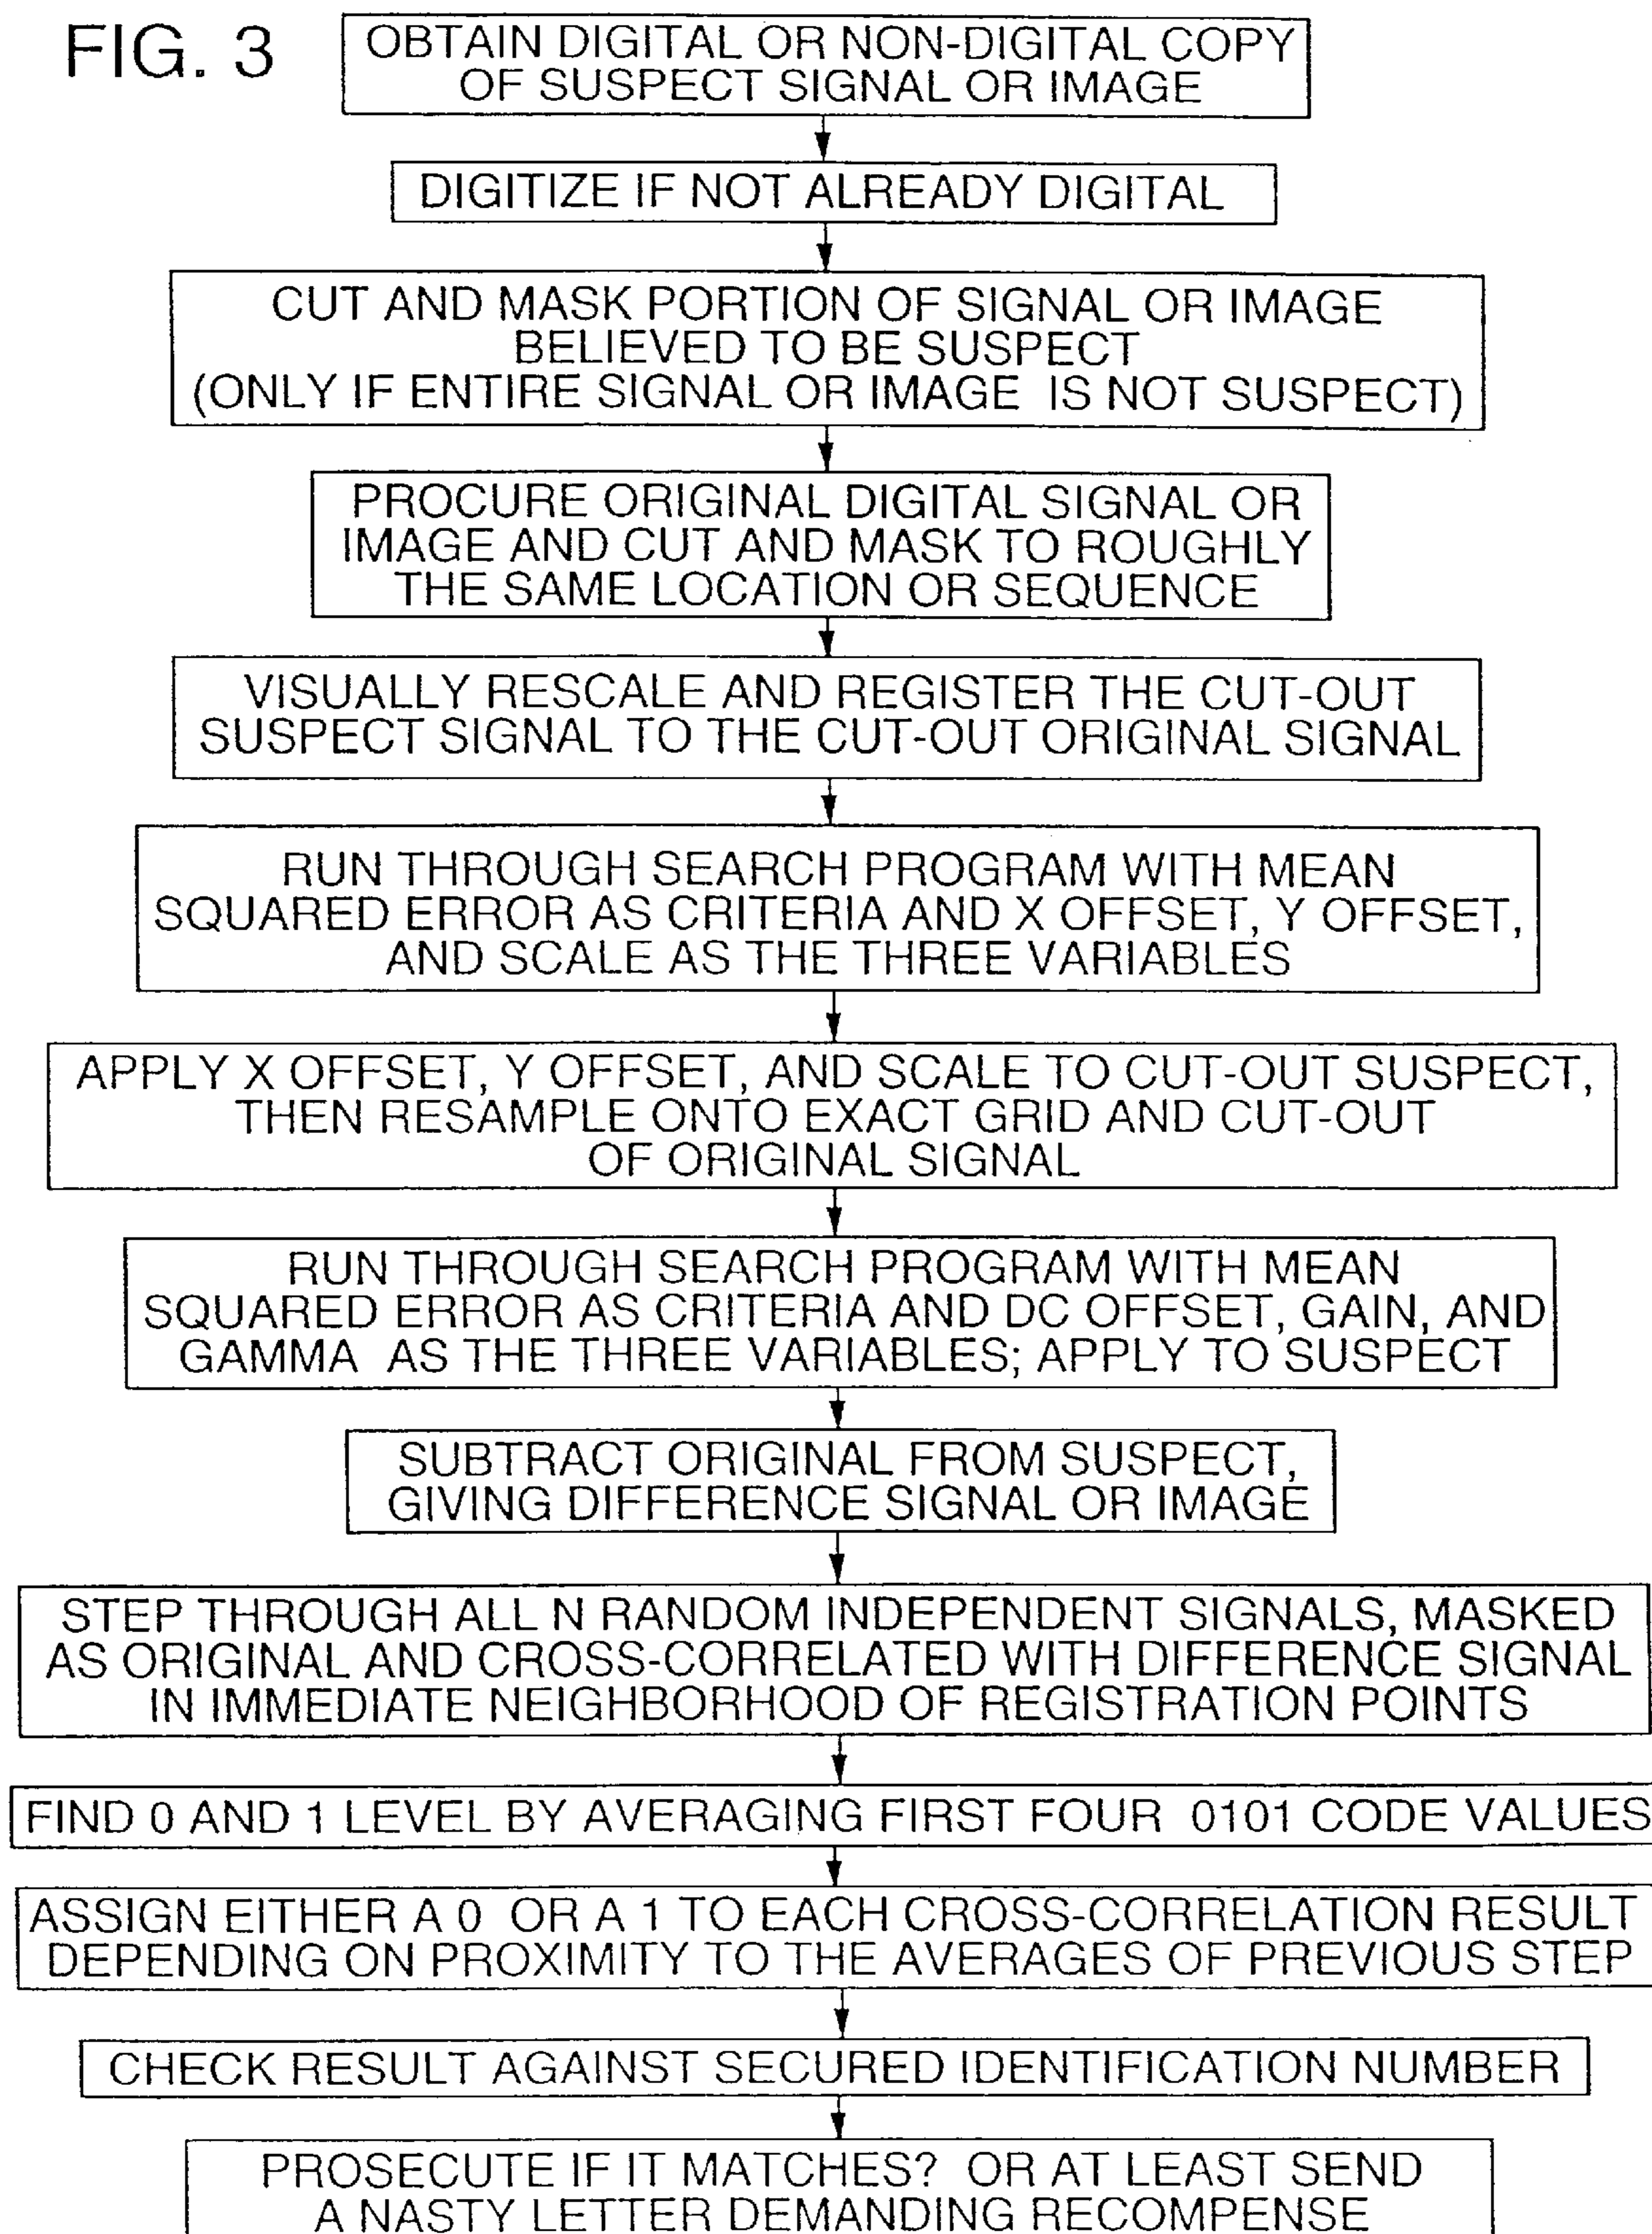 FIG. 3
OBTAIN DIGITAL OR NON-DIGITAL COPY
OF SUSPECT SIGNAL OR IMAGE
DIGITIZE IF NOT ALREADY DIGITAL
CUT AND MASK PORTION OF SIGNAL OR IMAGE
BELIEVED TO BE SUSPECT
(ONLY IF ENTIRE SIGNAL OR IMAGE IS NOT SUSPECT)
PROCURE ORIGINAL DIGITAL SIGNAL OR
IMAGE AND CUT AND MASK TO ROUGHLY
THE SAME LOCATION OR SEQUENCE
VISUALLY RESCALE AND REGISTER THE CUT-OUT
SUSPECT SIGNAL TO THE CUT-OUT ORIGINAL SIGNAL
RUN THROUGH SEARCH PROGRAM WITH MEAN
SQUARED ERROR AS CRITERIA AND X OFFSET, Y OFFSET,
AND SCALE AS THE THREE VARIABLES
APPLY X OFFSET, Y OFFSET, AND SCALE TO CUT-OUT SUSPECT,
THEN RESAMPLE ONTO EXACT GRID AND CUT-OUT
OF ORIGINAL SIGNAL
RUN THROUGH SEARCH PROGRAM WITH MEAN
SQUARED ERROR AS CRITERIA AND DC OFFSET, GAIN, AND
GAMMA AS THE THREE VARIABLES; APPLY TO SUSPECT
SUBTRACT ORIGINAL FROM SUSPECT,
GIVING DIFFERENCE SIGNAL OR IMAGE
STEP THROUGH ALL N RANDOM INDEPENDENT SIGNALS, MASKED
AS ORIGINAL AND CROSS-CORRELATED WITH DIFFERENCE SIGNAL
IN IMMEDIATE NEIGHBORHOOD OF REGISTRATION POINTS
FIND 0 AND 1 LEVEL BY AVERAGING FIRST FOUR 0101 CODE VALUES
ASSIGN EITHER A 0 OR A 1 TO EACH CROSS-CORRELATION RESULT
DEPENDING ON PROXIMITY TO THE AVERAGES OF PREVIOUS STEP
CHECK RESULT AGAINST SECURED IDENTIFICATION NUMBER
PROSECUTE IF IT MATCHES? OR AT LEAST SEND
A NASTY LETTER DEMANDING RECOMPENSE